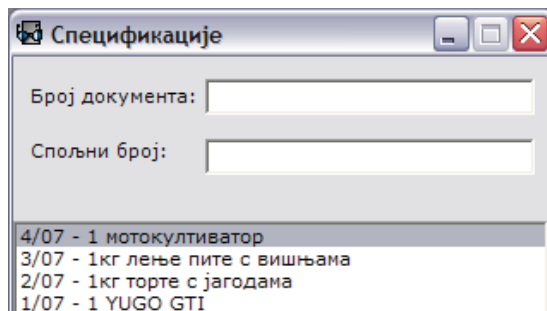 Спецификације
Број документа:
Спољни број:
4/07 - 1 мотокултиватор
3/07 - 1кг лење пите с вишњама
2/07 - 1кг торте с јагодама
1/07 - 1 YUGO GTI